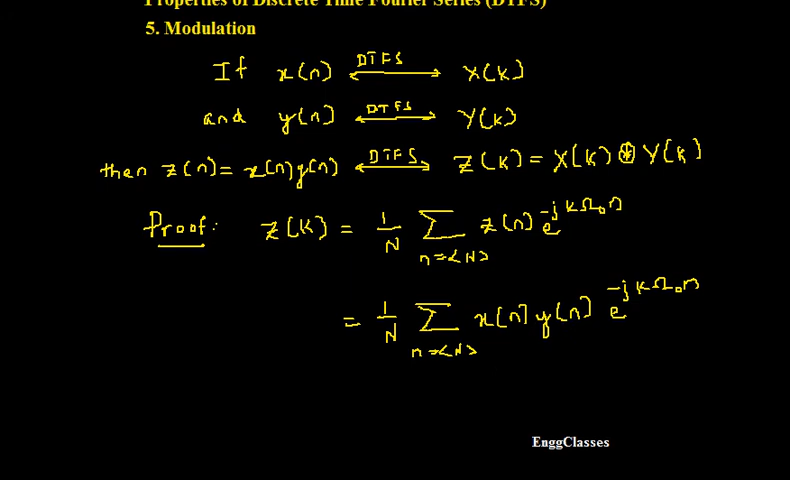 Properties of Discrete Time Fourier Series (DTFS)
5. Modulation
If x(n) <--DTFS--> X(k)
and y(n) <--DTFS--> Y(k)
then z(n) = x(n) y(n) <--DTFS--> Z(k) = X(k) ⊛ Y(k)
Proof: Z(k) = 1/N Σ_{n=<N>} z(n) e^{-jkΩ₀n}
= 1/N Σ_{n=<N>} x(n) y(n) e^{-jkΩ₀n}
EnggClasses